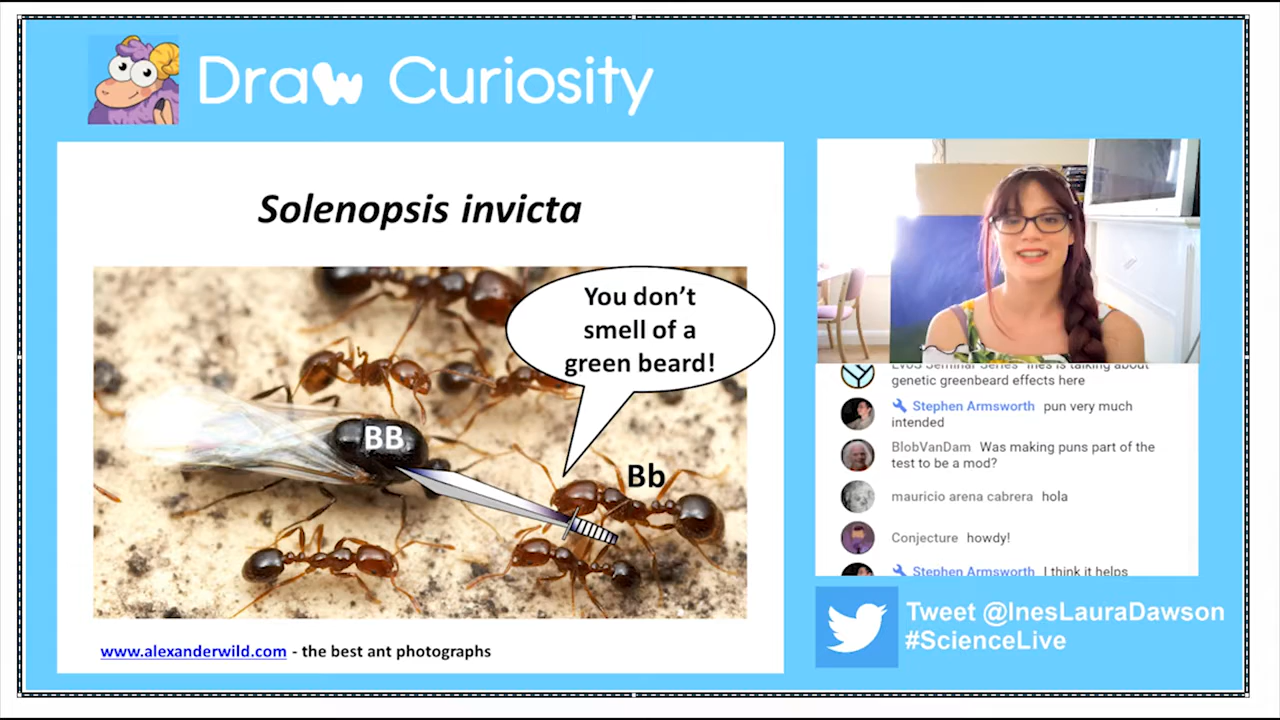 Draw Curiosity
Solenopsis invicta
You don't
smell of a
green beard!
BB
Bb
www.alexanderwild.com - the best ant photographs
EvoS Seminar Series Ines is talking about
genetic greenbeard effects here
Stephen Armsworth pun very much
intended
BlobVanDam Was making puns part of the
test to be a mod?
mauricio arena cabrera hola
Conjecture howdy!
Stephen Armsworth I think it helps
Tweet @InesLauraDawson
#ScienceLive